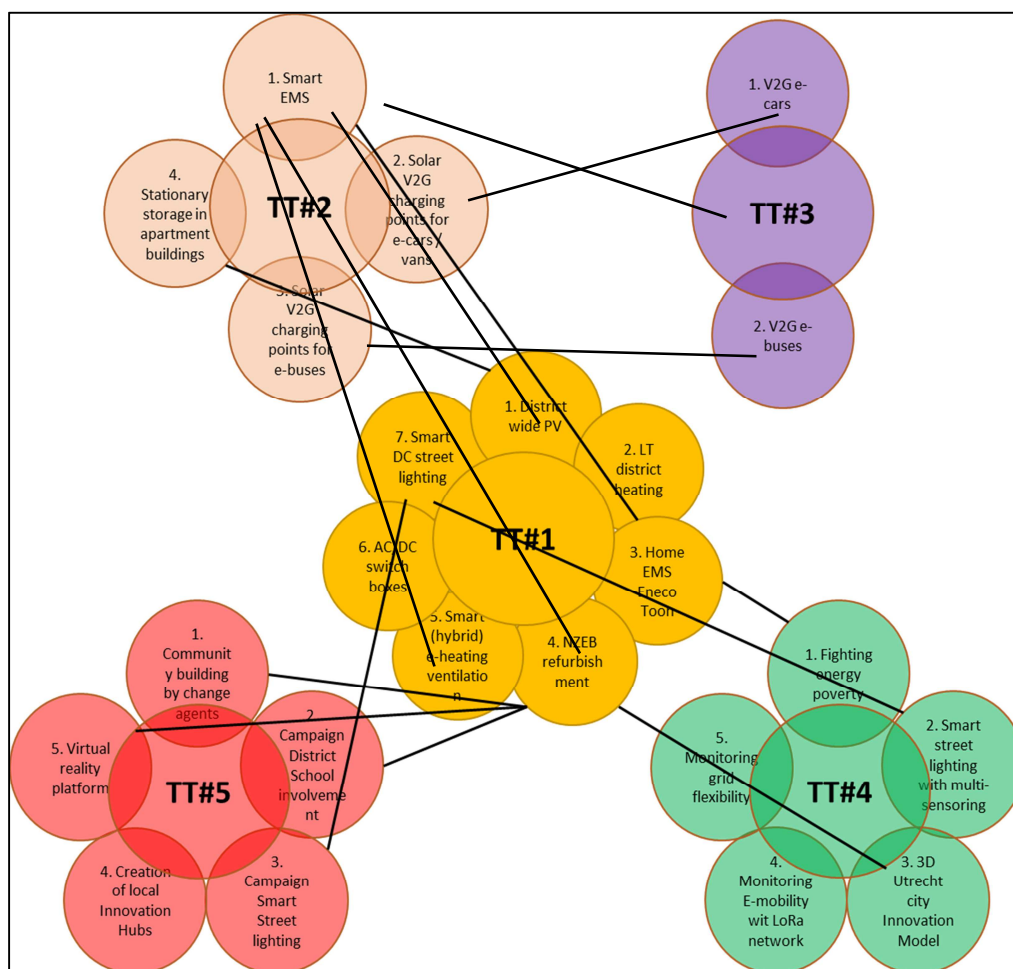 1. Smart
EMS
TT#2
2. Solar
V2G
charging
points for
e-cars /
vans
3. Solar
V2G
charging
points for
e-buses
4.
Stationary
storage in
apartment
buildings
1. V2G e-
cars
TT#3
2. V2G e-
buses
1. District
wide PV
2. LT
district
heating
3. Home
EMS
Eneco
Toon
4. NZEB
refurbish
ment
5. Smart
(hybrid)
e-heating
ventilatio
n
6. AC/DC
switch
boxes
7. Smart
DC street
lighting
TT#1
1.
Communit
y building
by change
agents
2.
Campaign
District
School
involveme
nt
3.
Campaign
Smart
Street
lighting
4. Creation
of local
Innovation
Hubs
5. Virtual
reality
platform
TT#5
1. Fighting
energy
poverty
2. Smart
street
lighting
with multi-
sensoring
3. 3D
Utrecht
city
Innovation
Model
4.
Monitoring
E-mobility
wit LoRa
network
5.
Monitoring
grid
flexibility
TT#4